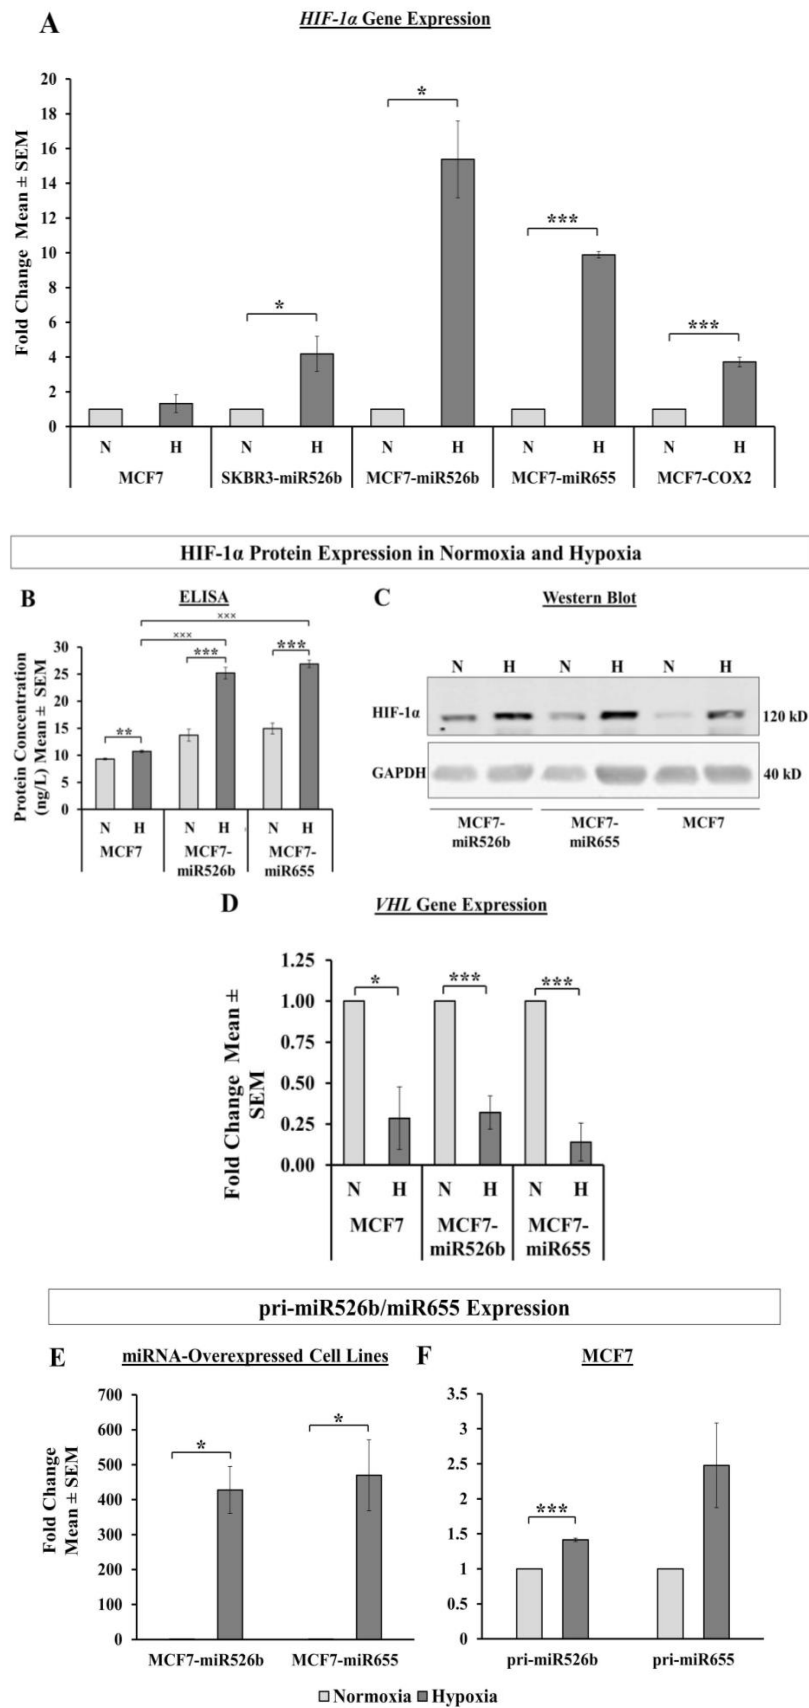 A
HIF-1α Gene Expression
Fold Change Mean ± SEM
20
18
16
14
12
10
8
6
4
2
0
*
*
***
***
N H N H N H N H N H
MCF7 SKBR3-miR526b MCF7-miR526b MCF7-miR655 MCF7-COX2
HIF-1α Protein Expression in Normoxia and Hypoxia
B
ELISA
Protein Concentration
(ng/L) Mean ± SEM
30
25
20
15
10
5
0
×××
×××
**
***
***
N H N H N H
MCF7 MCF7-miR526b MCF7-miR655
C
Western Blot
N H N H N H
HIF-1α 120 kD
GAPDH 40 kD
MCF7-miR526b MCF7-miR655 MCF7
D
VHL Gene Expression
Fold Change Mean ±
SEM
1.25
1.00
0.75
0.50
0.25
0.00
* *** ***
N H N H N H
MCF7 MCF7-miR526b MCF7-miR655
pri-miR526b/miR655 Expression
E
miRNA-Overexpressed Cell Lines
Fold Change
Mean ± SEM
700
600
500
400
300
200
100
0
* *
MCF7-miR526b MCF7-miR655
F
MCF7
3.5
3
2.5
2
1.5
1
0.5
0
***
pri-miR526b pri-miR655
Normoxia Hypoxia